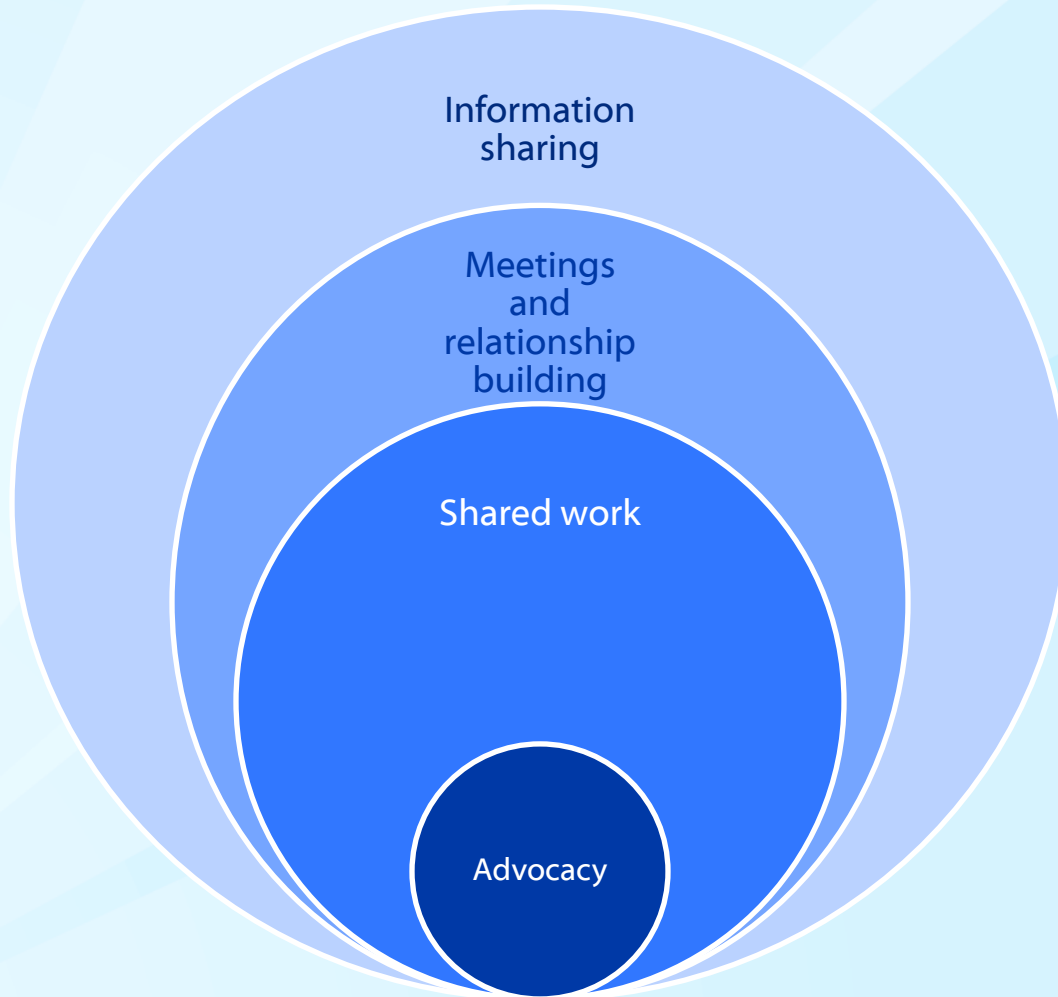 Information
sharing
Meetings
and
relationship
building
Shared work
Advocacy